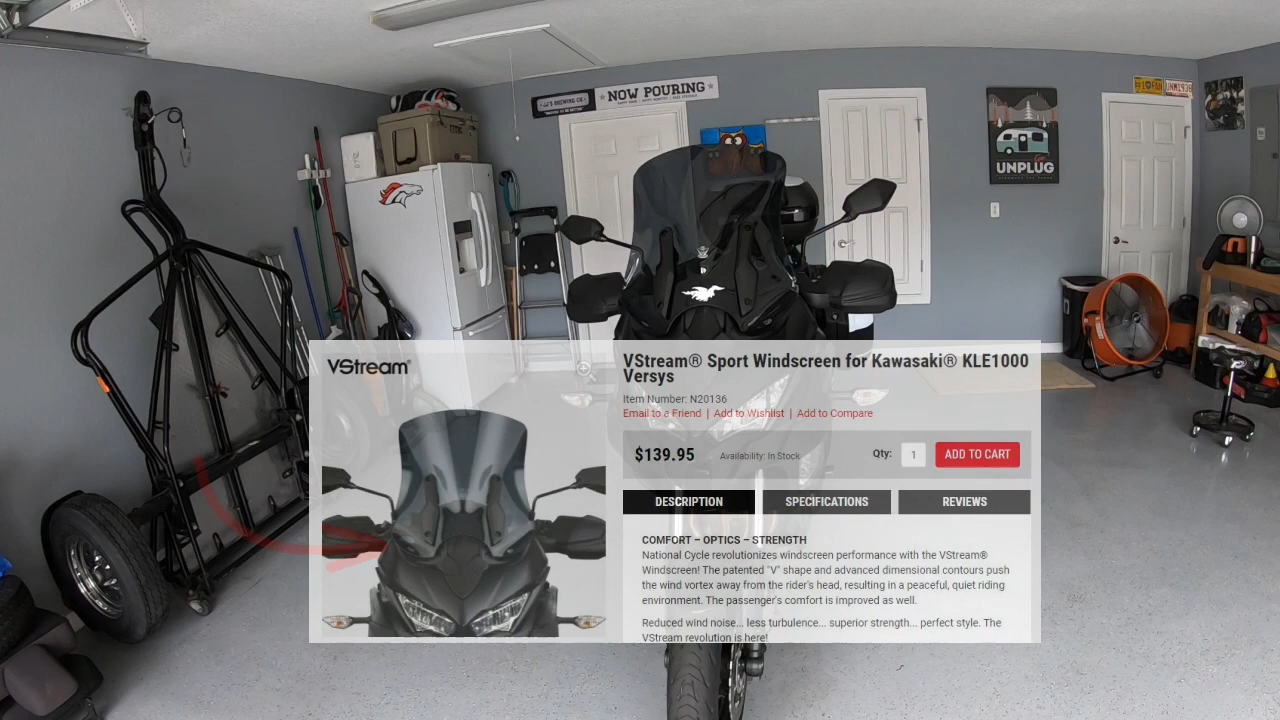 NOW POURING
UNPLUG
VStream®
VStream® Sport Windscreen for Kawasaki® KLE1000
Versys
Item Number: N20136
Email to a Friend | Add to Wishlist | Add to Compare
$139.95
Availability: In Stock
Qty:
1
ADD TO CART
DESCRIPTION
SPECIFICATIONS
REVIEWS
COMFORT – OPTICS – STRENGTH
National Cycle revolutionizes windscreen performance with the VStream®
Windscreen! The patented "V" shape and advanced dimensional contours push
the wind vortex away from the rider's head, resulting in a peaceful, quiet riding
environment. The passenger's comfort is improved as well.
Reduced wind noise... less turbulence... superior strength... perfect style. The
VStream revolution is here!